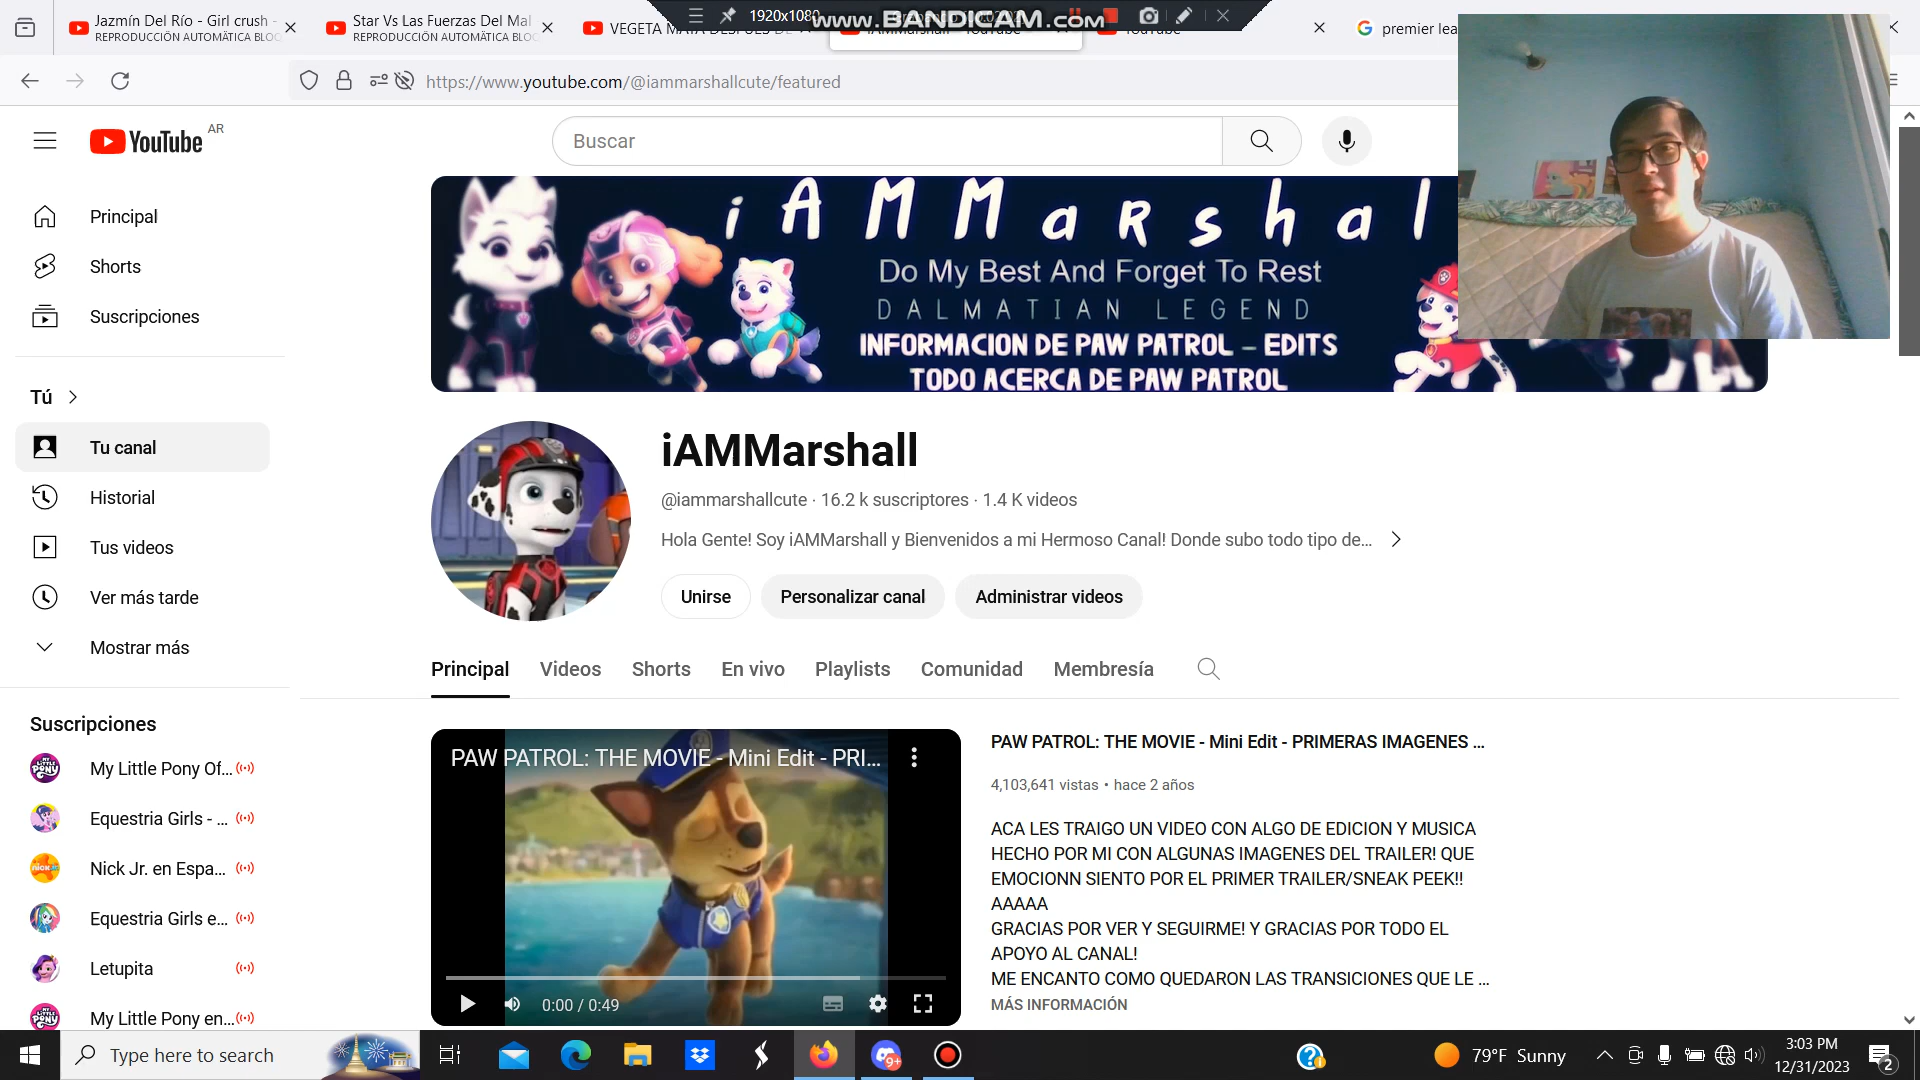 Jazmín Del Río - Girl crush -
REPRODUCCIÓN AUTOMÁTICA BLOC
Star Vs Las Fuerzas Del Mal
REPRODUCCIÓN AUTOMÁTICA BLOC
1920x1080
www.BANDICAM.com
premier lea
https://www.youtube.com/@iammarshallcute/featured
YouTube
AR
Buscar
Principal
Shorts
Suscripciones
Tú
Tu canal
Historial
Tus videos
Ver más tarde
Mostrar más
Suscripciones
My Little Pony Of...
Equestria Girls - ...
Nick Jr. en Espa...
Equestria Girls e...
Letupita
My Little Pony en...
iAMMarshal
Do My Best And Forget To Rest
DALMATIAN LEGEND
INFORMACION DE PAW PATROL - EDITS
TODO ACERCA DE PAW PATROL
iAMMarshall
@iammarshallcute · 16.2 k suscriptores · 1.4 K videos
Hola Gente! Soy iAMMarshall y Bienvenidos a mi Hermoso Canal! Donde subo todo tipo de...
Unirse
Personalizar canal
Administrar videos
Principal
Videos
Shorts
En vivo
Playlists
Comunidad
Membresía
PAW PATROL: THE MOVIE - Mini Edit - PRI...
0:00 / 0:49
PAW PATROL: THE MOVIE - Mini Edit - PRIMERAS IMAGENES ...
4,103,641 vistas • hace 2 años
ACA LES TRAIGO UN VIDEO CON ALGO DE EDICION Y MUSICA
HECHO POR MI CON ALGUNAS IMAGENES DEL TRAILER! QUE
EMOCIONN SIENTO POR EL PRIMER TRAILER/SNEAK PEEK!!
AAAAA
GRACIAS POR VER Y SEGUIRME! Y GRACIAS POR TODO EL
APOYO AL CANAL!
ME ENCANTO COMO QUEDARON LAS TRANSICIONES QUE LE ...
MÁS INFORMACIÓN
Type here to search
9+
79°F Sunny
3:03 PM
12/31/2023
2